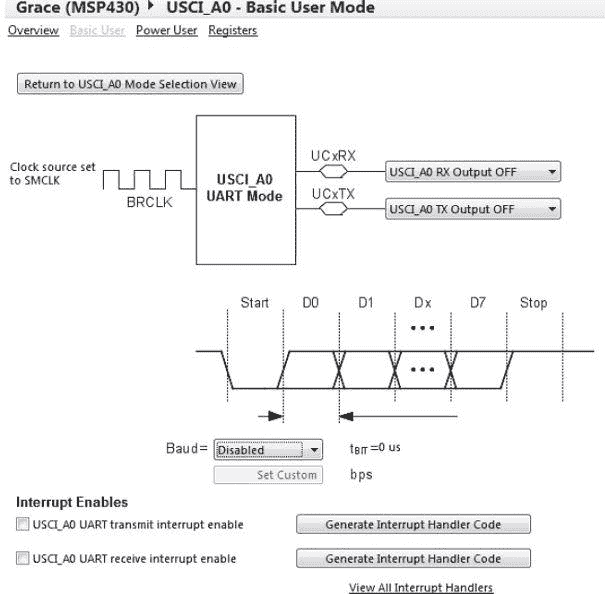 Grace (MSP430) ▸ USCI_A0 - Basic User Mode
Overview Basic User Power User Registers
Return to USCI_A0 Mode Selection View
Clock source set
to SMCLK
BRCLK
USCI_A0
UART Mode
UCxRX
USCI_A0 RX Output OFF
UCxTX
USCI_A0 TX Output OFF
Start D0 D1 Dx D7 Stop
•••
•••
Baud= Disabled tBIT=0 us
Set Custom bps
Interrupt Enables
USCI_A0 UART transmit interrupt enable Generate Interrupt Handler Code
USCI_A0 UART receive interrupt enable Generate Interrupt Handler Code
View All Interrupt Handlers